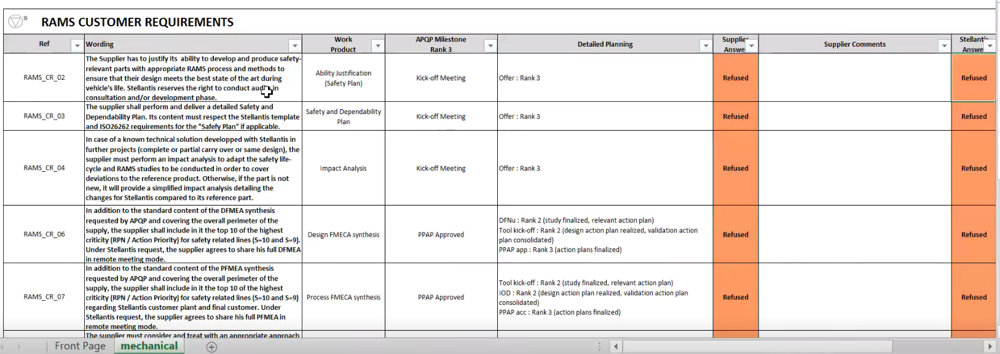 S
RAMS CUSTOMER REQUIREMENTS
Ref
Wording
Work
Product
APQP Milestone
Rank 3
Detailed Planning
Supplier
Answe
Supplier Comments
Stellantis
Answe
RAMS_CR_02
The Supplier has to justify its ability to develop and produce safety-
relevant parts with appropriate RAMS process and methods to
ensure that their design meets the best state of the art during
vehicle's life. Stellantis reserves the right to conduct audits in
consultation and/or development phase.
Ability Justification
(Safety Plan)
Kick-off Meeting
Offer : Rank 3
Refused
Refused
RAMS_CR_03
The supplier shall perform and deliver a detailed Safety and
Dependability Plan. Its content must respect the Stellantis template
and ISO26262 requirements for the "Safefy Plan" if applicable.
Safety and Dependability
Plan
Kick-off Meeting
Offer : Rank 3
Refused
Refused
RAMS_CR_04
In case of a known technical solution developped with Stellantis in
further projects (complete or partial carry over or same design), the
supplier must perform an impact analysis to adapt the safety life-
cycle and RAMS studies to be conducted in order to cover
deviations to the reference product. Otherwise, if the part is not
new, it will provide a simplified impact analysis detailing the
changes for Stellantis compared to its reference part.
Impact Analysis
Kick-off Meeting
Offer : Rank 3
Refused
Refused
RAMS_CR_06
In addition to the standard content of the DFMEA synthesis
requested by APQP and covering the overall perimeter of the
supply, the supplier shall include in it the top 10 of the highest
criticity (RPN / Action Priority) for safety related lines (S=10 and S=9).
Under Stellantis request, the supplier agrees to share his full DFMEA
in remote meeting mode.
Design FMECA synthesis
PPAP Approved
DFNu : Rank 2 (study finalized, relevant action plan)
Tool kick-off : Rank 2 (design action plan realized, validation action
plan consolidated)
PPAP app : Rank 3 (action plans finalized)
Refused
Refused
RAMS_CR_07
In addition to the standard content of the PFMEA synthesis
requested by APQP and covering the overall perimeter of the
supply, the supplier shall include in it the top 10 of the highest
criticity (RPN / Action Priority) for safety related lines (S=10 and S=9)
regarding Stellantis customer plant and final customer. Under
Stellantis request, the supplier agrees to share his full PFMEA in
remote meeting mode.
Process FMECA synthesis
PPAP Approved
Tool kick-off : Rank 2 (study finalized, relevant action plan)
IOD : Rank 2 (design action plan realized, validation action plan
consolidated)
PPAP acc : Rank 3 (action plans finalized)
Refused
Refused
The supplier must consider and treat with an appropriate approach
Front Page
mechanical